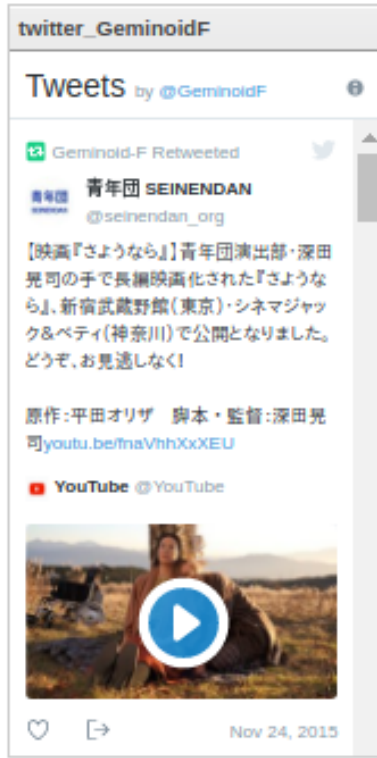 twitter_GeminoidF
Tweets by @GeminoidF
Geminoid-F Retweeted
青年団
SEINENDAN
青年団 SEINENDAN
@seinendan_org
【映画『さようなら』】青年団演出部・深田
晃司の手で長編映画化された『さような
ら』、新宿武蔵野館(東京)・シネマジャッ
ク&ベティ(神奈川)で公開となりました。
どうぞ、お見逃しなく!
原作:平田オリザ 脚本・監督:深田晃
司youtu.be/fnaVhhXxXEU
YouTube @YouTube
Nov 24, 2015